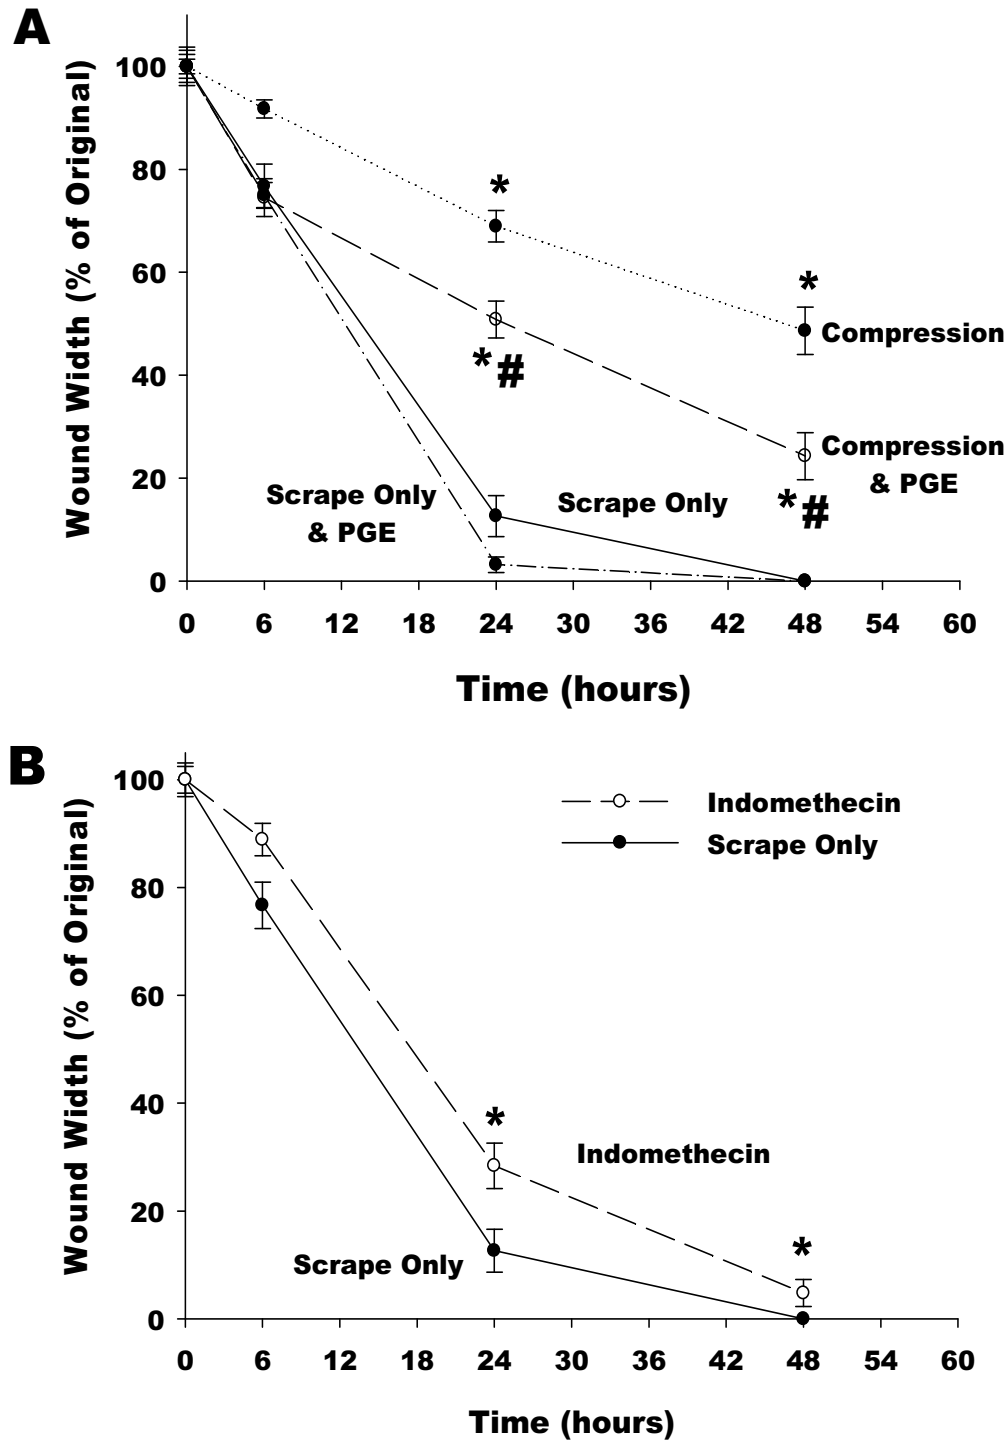 A
Wound Width (% of Original)
100
80
60
40
20
0
*
*
Compression
*#
Compression
& PGE
*#
Scrape Only
& PGE
Scrape Only
0 6 12 18 24 30 36 42 48 54 60
Time (hours)
B
Wound Width (% of Original)
100
80
60
40
20
0
Indomethecin
Scrape Only
*
Indomethecin
*
Scrape Only
0 6 12 18 24 30 36 42 48 54 60
Time (hours)